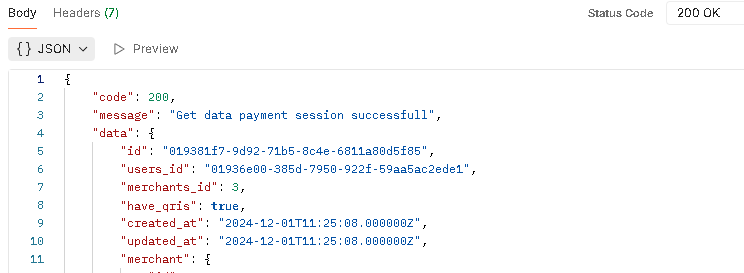 Body Headers (7) Status Code 200 OK
{} JSON Preview
1 {
2 "code": 200,
3 "message": "Get data payment session successfull",
4 "data": {
5 "id": "019381f7-9d92-71b5-8c4e-6811a80d5f85",
6 "users_id": "01936e00-385d-7950-922f-59aa5ac2ede1",
7 "merchants_id": 3,
8 "have_qris": true,
9 "created_at": "2024-12-01T11:25:08.000000Z",
10 "updated_at": "2024-12-01T11:25:08.000000Z",
11 "merchant": {